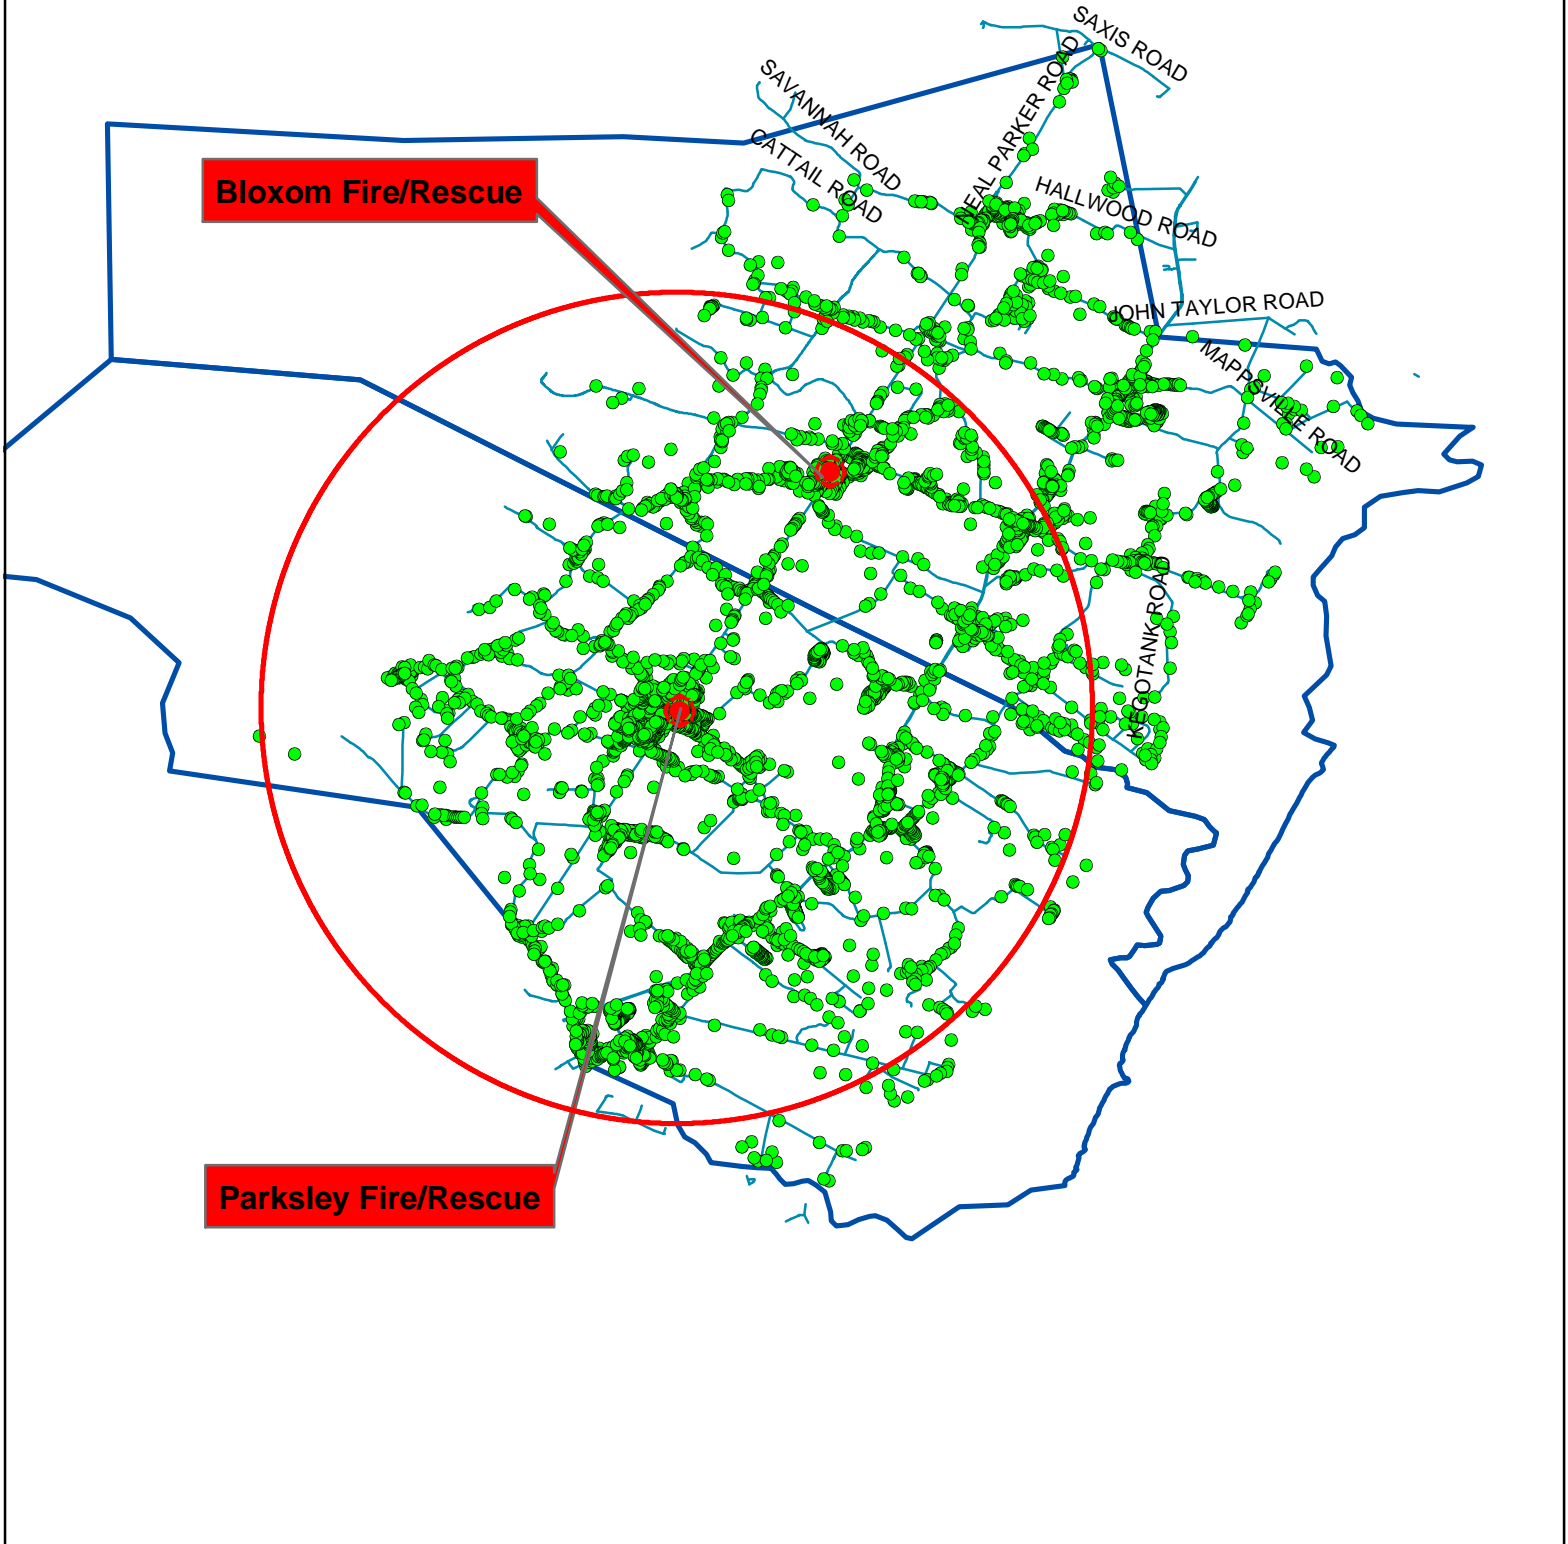 SAXIS ROAD
SAVANNAH ROAD
NEAL PARKER ROAD
CATTAIL ROAD
Bloxom Fire/Rescue
HALLWOOD ROAD
JOHN TAYLOR ROAD
MAPPSVILLE ROAD
KEGOTANK ROAD
Parksley Fire/Rescue